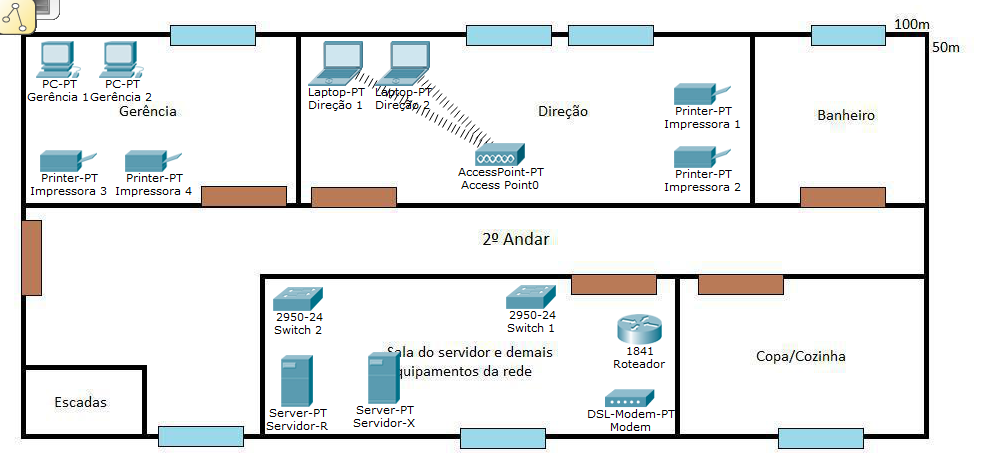 100m
50m
PC-PT
Gerência 1
PC-PT
Gerência 2
Gerência
Printer-PT
Impressora 3
Printer-PT
Impressora 4
Laptop-PT
Direção 1
Laptop-PT
Direção 2
Direção
AccessPoint-PT
Access Point0
Printer-PT
Impressora 1
Printer-PT
Impressora 2
Banheiro
2º Andar
2950-24
Switch 2
2950-24
Switch 1
1841
Roteador
Sala do servidor e demais
equipamentos da rede
Server-PT
Servidor-R
Server-PT
Servidor-X
DSL-Modem-PT
Modem
Copa/Cozinha
Escadas